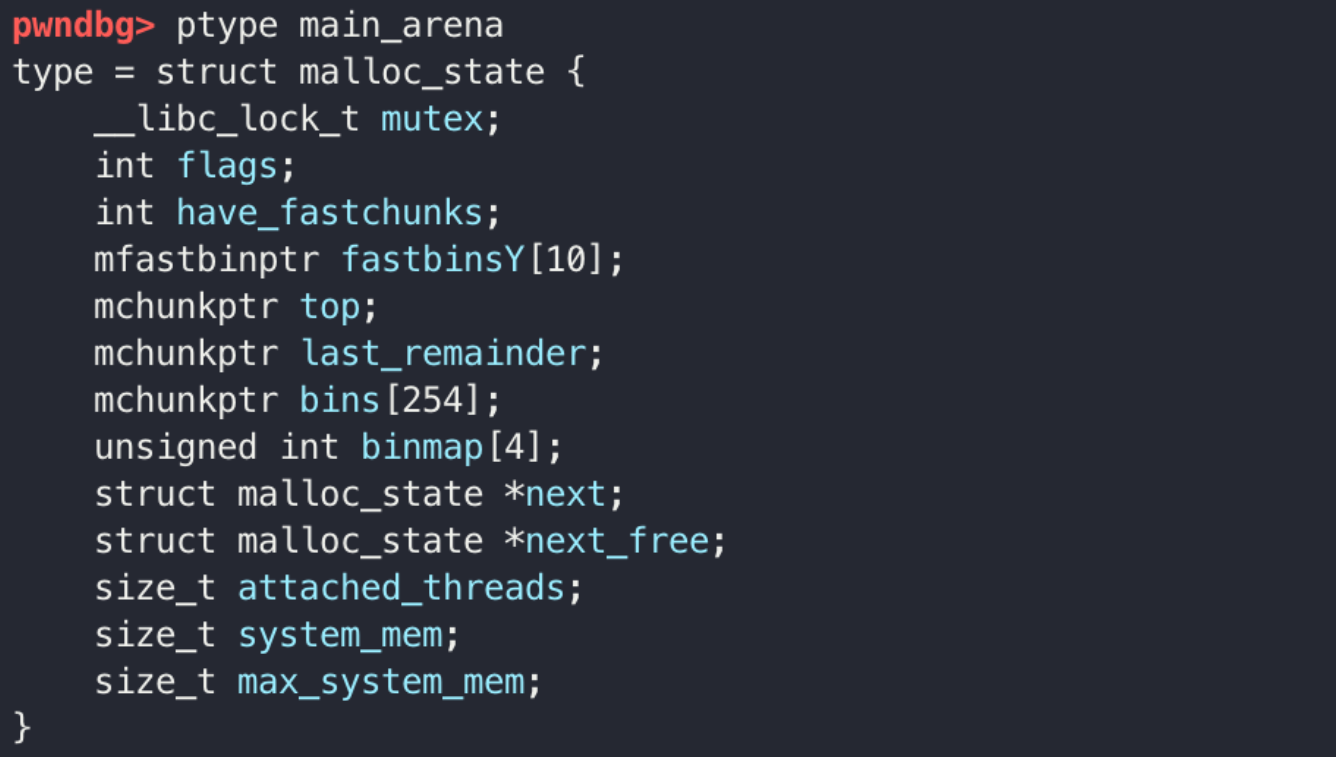 pwndbg> ptype main_arena
type = struct malloc_state {
    __libc_lock_t mutex;
    int flags;
    int have_fastchunks;
    mfastbinptr fastbinsY[10];
    mchunkptr top;
    mchunkptr last_remainder;
    mchunkptr bins[254];
    unsigned int binmap[4];
    struct malloc_state *next;
    struct malloc_state *next_free;
    size_t attached_threads;
    size_t system_mem;
    size_t max_system_mem;
}